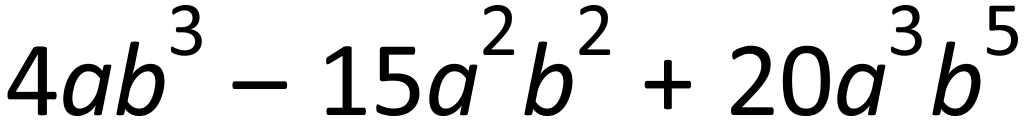 4ab³ − 15a²b² + 20a³b⁵